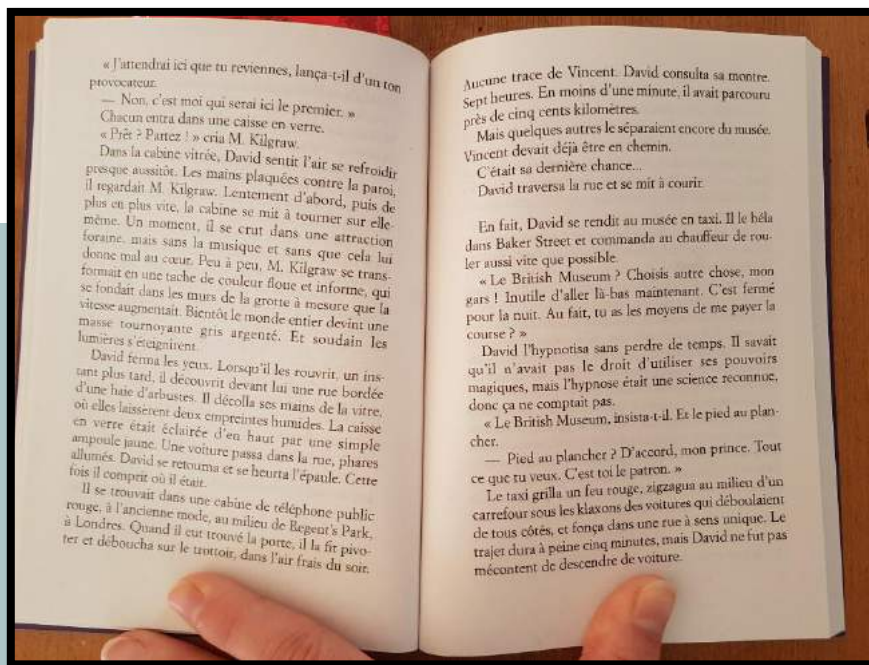 « J'attendrai ici que tu reviennes, lança-t-il d'un ton
provocateur.
— Non, c'est moi qui serai ici le premier. »
Chacun entra dans une caisse en verre.
« Prêt ? Partez ! » cria M. Kilgraw.
Dans la cabine vitrée, David sentit l'air se refroidir
presque aussitôt. Les mains plaquées contre la paroi,
il regardait M. Kilgraw. Lentement d'abord, puis de
plus en plus vite, la cabine se mit à tourner sur elle-
même. Un moment, il se crut dans une attraction
foraine, mais sans la musique et sans que cela lui
donne mal au cœur. Peu à peu, M. Kilgraw se trans-
formait en une tache de couleur floue et informe, qui
se fondait dans les murs de la grotte à mesure que la
vitesse augmentait. Bientôt le monde entier devint une
masse tournoyante gris argenté. Et soudain les
lumières s'éteignirent.
David ferma les yeux. Lorsqu'il les rouvrit, un ins-
tant plus tard, il découvrit devant lui une rue bordée
d'une haie d'arbustes. Il décolla ses mains de la vitre,
où elles laissèrent deux empreintes humides. La caisse
en verre était éclairée d'en haut par une simple
ampoule jaune. Une voiture passa dans la rue, phares
allumés. David se retourna et se heurta l'épaule. Cette
fois il comprit où il était.
Il se trouvait dans une cabine de téléphone public
rouge, à l'ancienne mode, au milieu de Regent's Park,
à Londres. Quand il eut trouvé la porte, il la fit pivo-
ter et déboucha sur le trottoir, dans l'air frais du soir.
Aucune trace de Vincent. David consulta sa montre.
Sept heures. En moins d'une minute, il avait parcouru
près de cinq cents kilomètres.
Mais quelques autres le séparaient encore du musée.
Vincent devait déjà être en chemin.
C'était sa dernière chance...
David traversa la rue et se mit à courir.
En fait, David se rendit au musée en taxi. Il le héla
dans Baker Street et commanda au chauffeur de rou-
ler aussi vite que possible.
« Le British Museum ? Choisis autre chose, mon
gars ! Inutile d'aller là-bas maintenant. C'est fermé
pour la nuit. Au fait, tu as les moyens de me payer la
course ? »
David l'hypnotisa sans perdre de temps. Il savait
qu'il n'avait pas le droit d'utiliser ses pouvoirs
magiques, mais l'hypnose était une science reconnue,
donc ça ne comptait pas.
« Le British Museum, insista-t-il. Et le pied au plan-
cher.
— Pied au plancher ? D'accord, mon prince. Tout
ce que tu veux. C'est toi le patron. »
Le taxi grilla un feu rouge, zigzagua au milieu d'un
carrefour sous les klaxons des voitures qui déboulaient
de tous côtés, et fonça dans une rue à sens unique. Le
trajet dura à peine cinq minutes, mais David ne fut pas
mécontent de descendre de voiture.